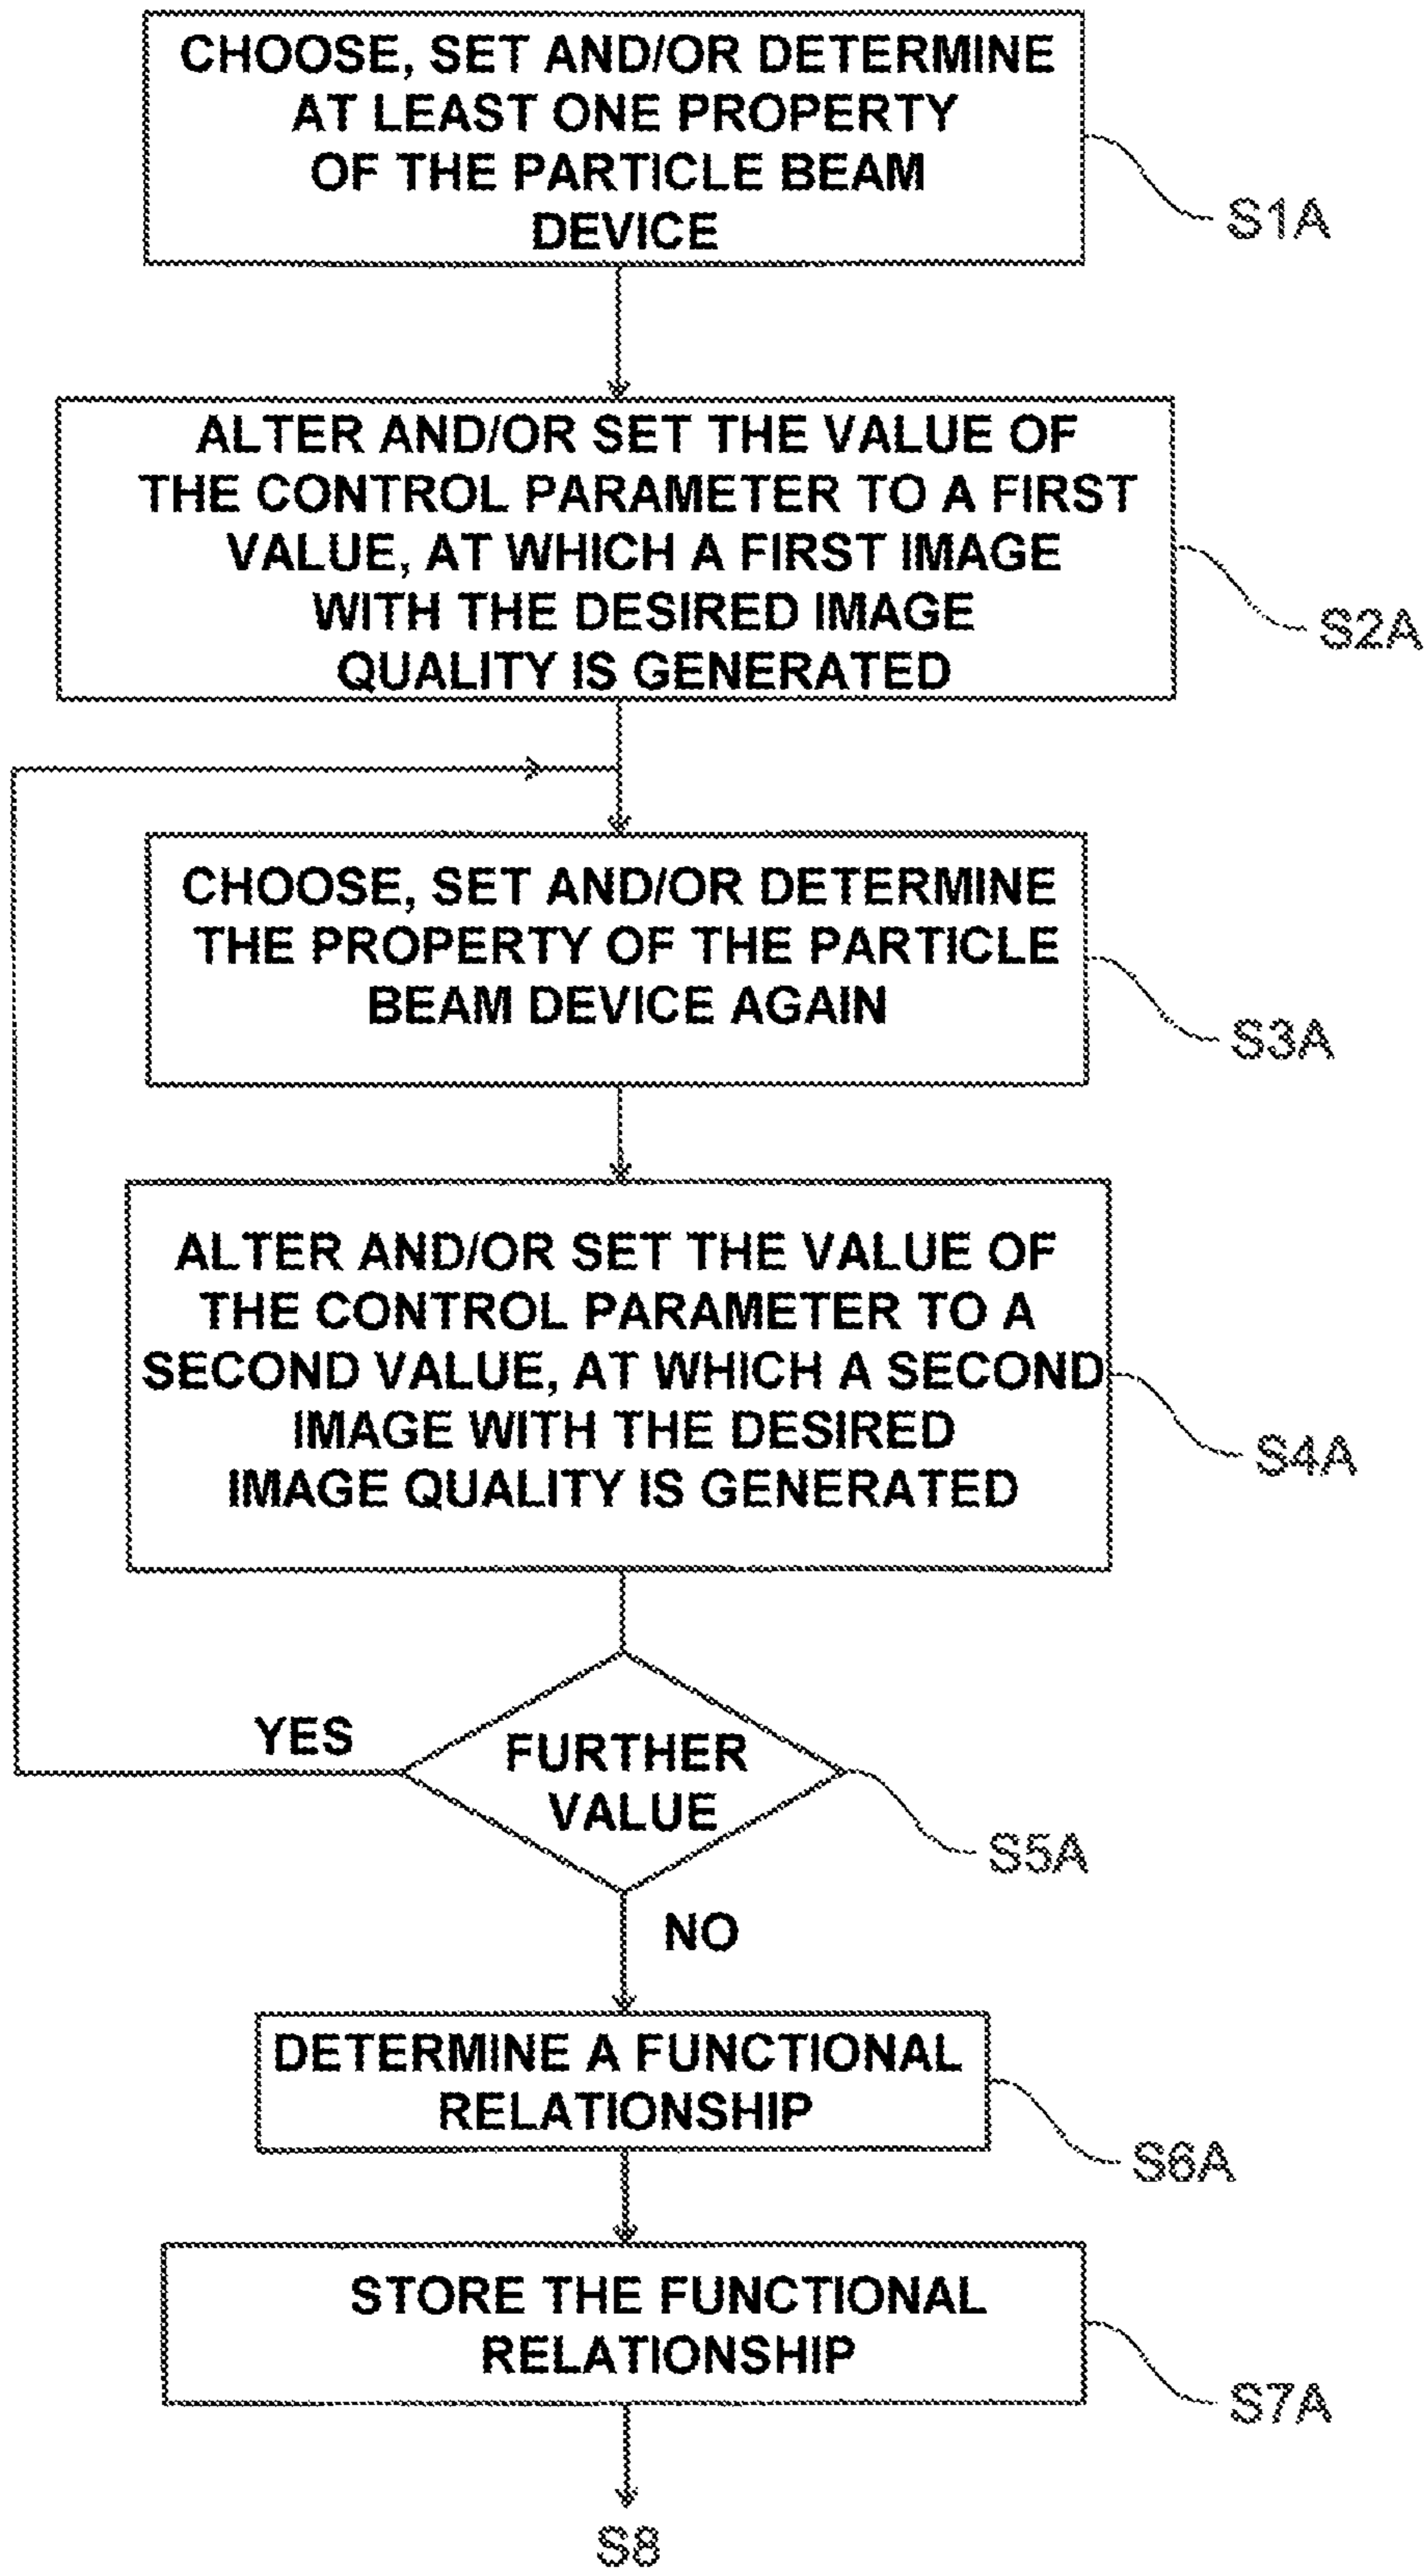 CHOOSE, SET AND/OR DETERMINE
AT LEAST ONE PROPERTY
OF THE PARTICLE BEAM
DEVICE
S1A
ALTER AND/OR SET THE VALUE OF
THE CONTROL PARAMETER TO A FIRST
VALUE, AT WHICH A FIRST IMAGE
WITH THE DESIRED IMAGE
QUALITY IS GENERATED
S2A
CHOOSE, SET AND/OR DETERMINE
THE PROPERTY OF THE PARTICLE
BEAM DEVICE AGAIN
S3A
ALTER AND/OR SET THE VALUE OF
THE CONTROL PARAMETER TO A
SECOND VALUE, AT WHICH A SECOND
IMAGE WITH THE DESIRED
IMAGE QUALITY IS GENERATED
S4A
YES
FURTHER
VALUE
S5A
NO
DETERMINE A FUNCTIONAL
RELATIONSHIP
S6A
STORE THE FUNCTIONAL
RELATIONSHIP
S7A
S8